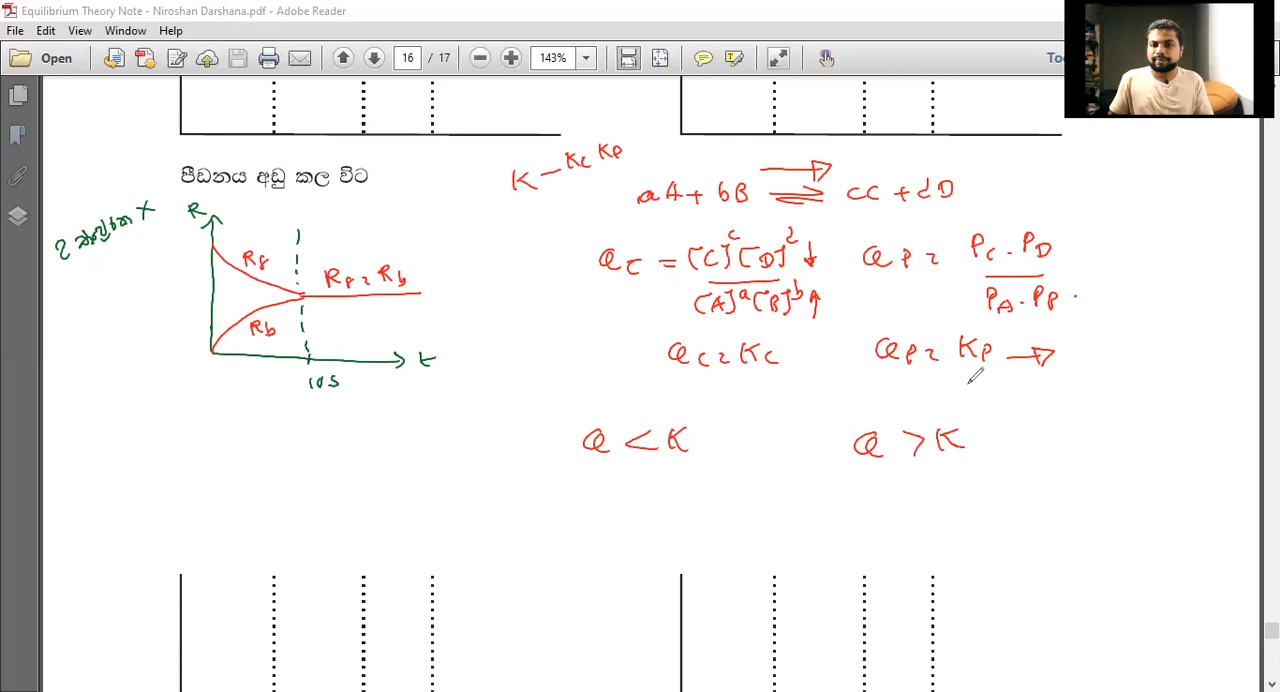 Equilibrium Theory Note - Niroshan Darshana.pdf - Adobe Reader
File Edit View Window Help
Open 16 / 17 143% Too
පීඩනය අඩු කල විට
K - Kc Kp
aA + bB ⇌ cC + dD
R
Rf
Rf = Rb
Rb
t
10s
Qc = [C]^c [D]^d ↓ / [A]^a [B]^b ↑
Qp = PC . PD / PA . PB .
Qc = Kc
Qp = Kp →
Q < K
Q > K